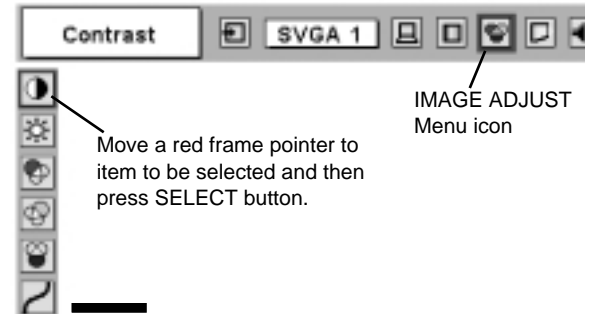 Contrast
SVGA 1
IMAGE ADJUST
Menu icon
Move a red frame pointer to
item to be selected and then
press SELECT button.